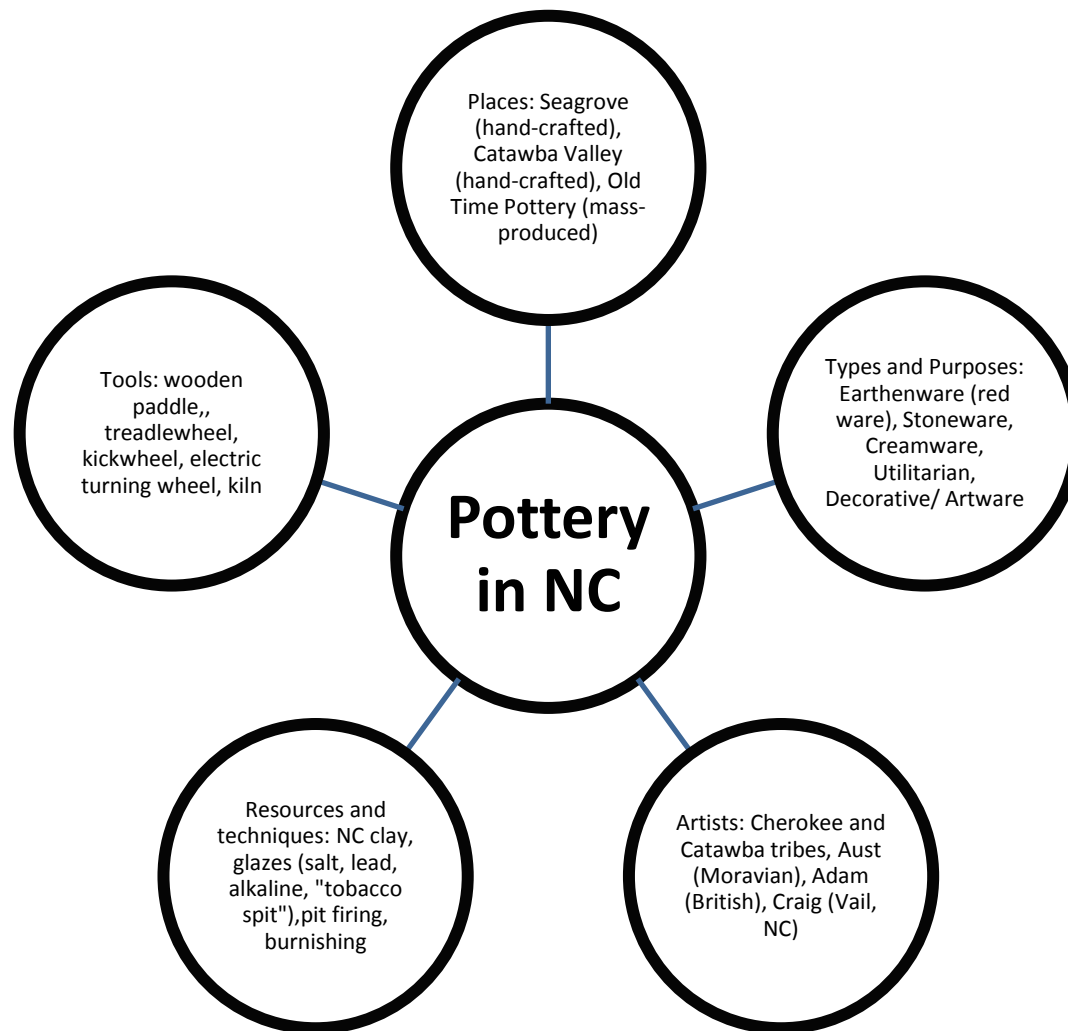 Places: Seagrove
(hand-crafted),
Catawba Valley
(hand-crafted), Old
Time Pottery (mass-
produced)
Types and Purposes:
Earthenware (red
ware), Stoneware,
Creamware,
Utilitarian,
Decorative/ Artware
Artists: Cherokee and
Catawba tribes, Aust
(Moravian), Adam
(British), Craig (Vail,
NC)
Resources and
techniques: NC clay,
glazes (salt, lead,
alkaline, "tobacco
spit"),pit firing,
burnishing
Tools: wooden
paddle,,
treadlewheel,
kickwheel, electric
turning wheel, kiln
Pottery
in NC